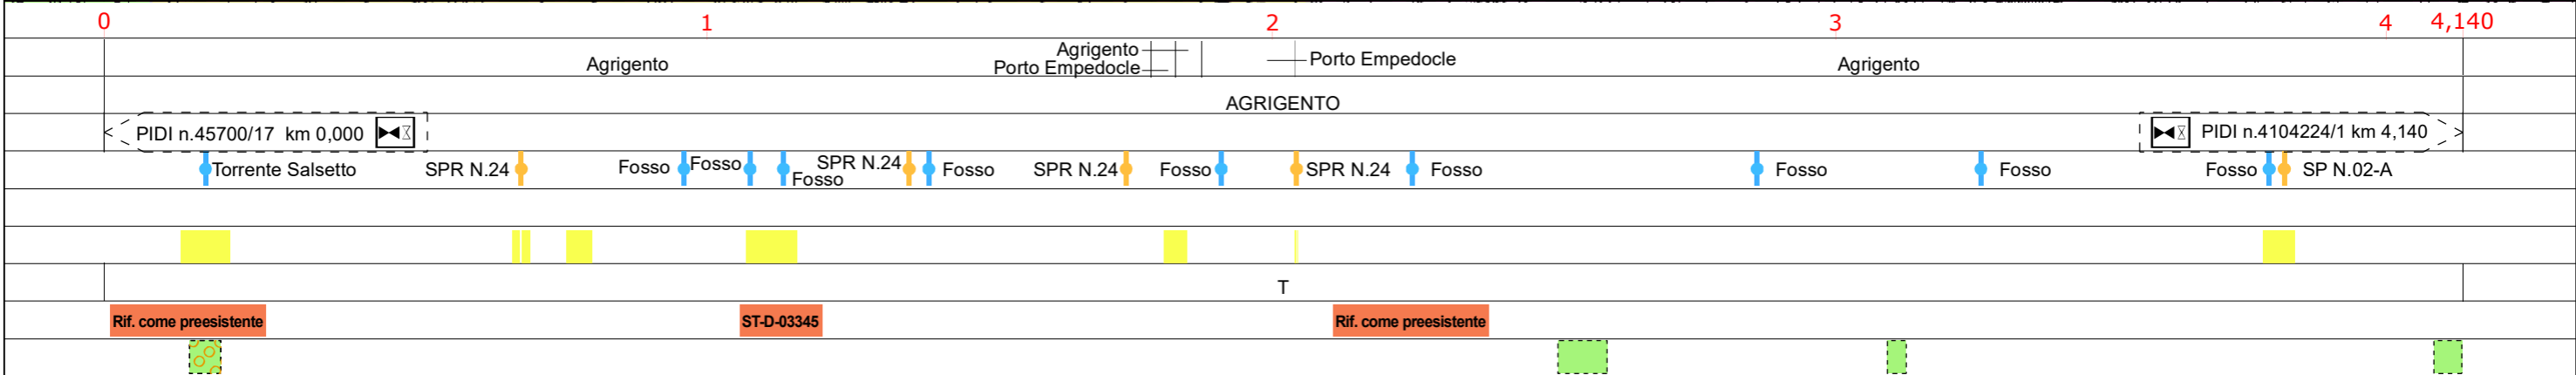 0 1 2 3 4 4,140
Agrigento
Agrigento
Porto Empedocle
Porto Empedocle
Agrigento
AGRIGENTO
PIDI n.45700/17 km 0,000
PIDI n.4104224/1 km 4,140
Torrente Salsetto
SPR N.24
Fosso
Fosso
Fosso
SPR N.24
Fosso
SPR N.24
Fosso
SPR N.24
Fosso
Fosso
Fosso
Fosso
SP N.02-A
T
Rif. come preesistente
ST-D-03345
Rif. come preesistente